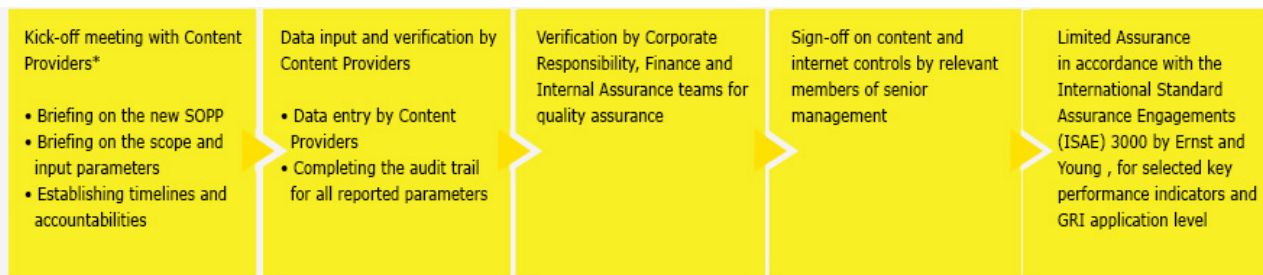 Kick-off meeting with Content
Providers*
• Briefing on the new SOPP
• Briefing on the scope and
input parameters
• Establishing timelines and
accountabilities
Data input and verification by
Content Providers
• Data entry by Content
Providers
• Completing the audit trail
for all reported parameters
Verification by Corporate
Responsibility, Finance and
Internal Assurance teams for
quality assurance
Sign-off on content and
internet controls by relevant
members of senior
management
Limited Assurance
in accordance with the
International Standard
Assurance Engagements
(ISAE) 3000 by Ernst and
Young , for selected key
performance indicators and
GRI application level